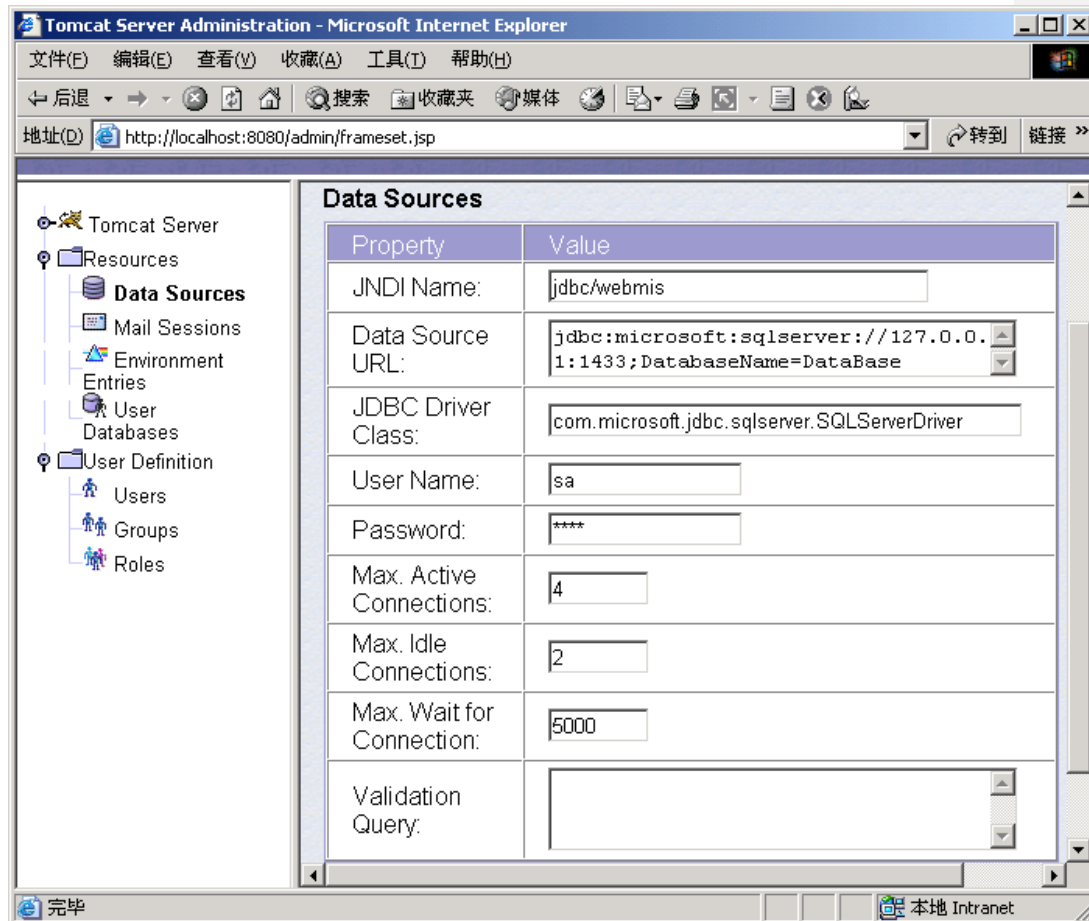 Tomcat Server Administration - Microsoft Internet Explorer
文件(F) 编辑(E) 查看(V) 收藏(A) 工具(T) 帮助(H)
后退 搜索 收藏夹 媒体
地址(D) http://localhost:8080/admin/frameset.jsp 转到 链接 »
Tomcat Server
Resources
Data Sources
Mail Sessions
Environment
Entries
User
Databases
User Definition
Users
Groups
Roles
Data Sources
Property Value
JNDI Name: jdbc/webmis
Data Source
URL:
jdbc:microsoft:sqlserver://127.0.0.
1:1433;DatabaseName=DataBase
JDBC Driver
Class:
com.microsoft.jdbc.sqlserver.SQLServerDriver
User Name: sa
Password: ****
Max. Active
Connections:
4
Max. Idle
Connections:
2
Max. Wait for
Connection:
5000
Validation
Query:
完毕 本地 Intranet